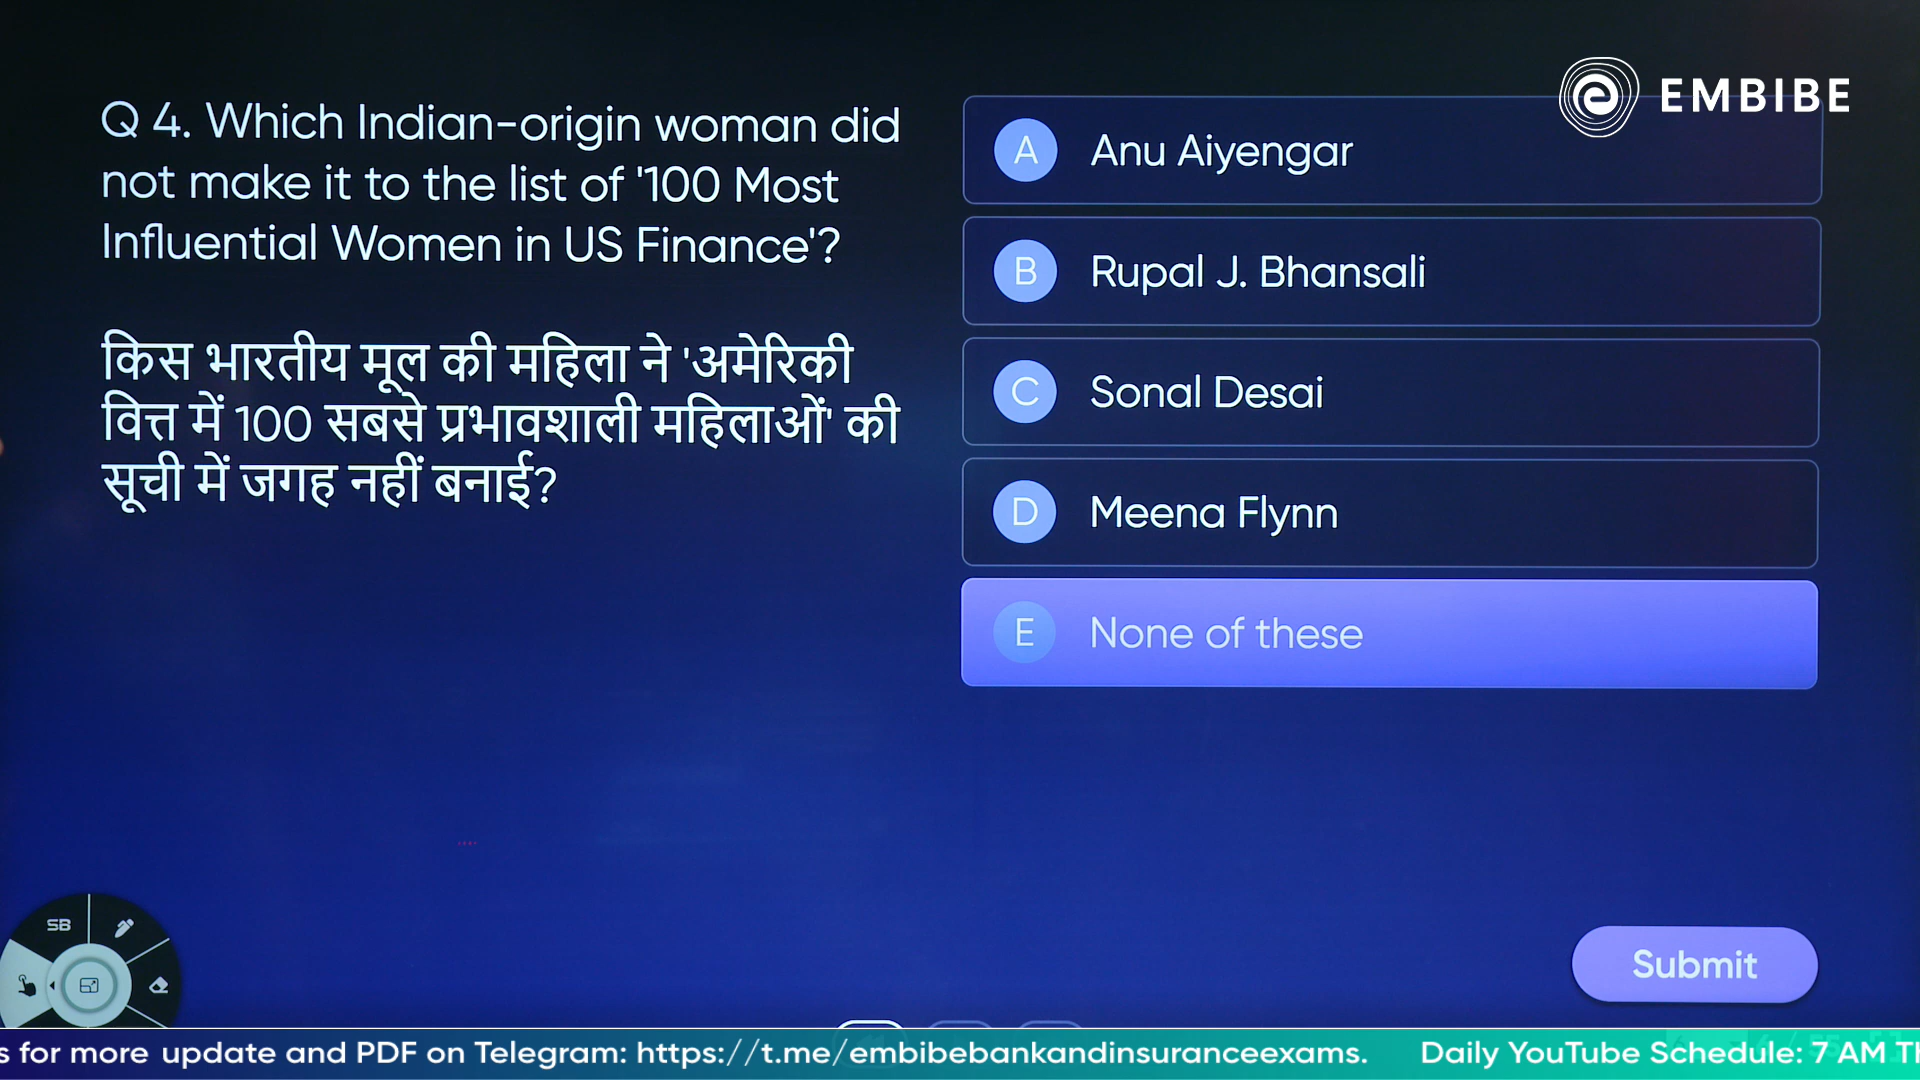 EMBIBE
Q 4. Which Indian-origin woman did
not make it to the list of '100 Most
Influential Women in US Finance'?
किस भारतीय मूल की महिला ने 'अमेरिकी
वित्त में 100 सबसे प्रभावशाली महिलाओं' की
सूची में जगह नहीं बनाई?
A Anu Aiyengar
B Rupal J. Bhansali
C Sonal Desai
D Meena Flynn
E None of these
SB
Submit
s for more update and PDF on Telegram: https://t.me/embibebankandinsuranceexams. Daily YouTube Schedule: 7 AM Th